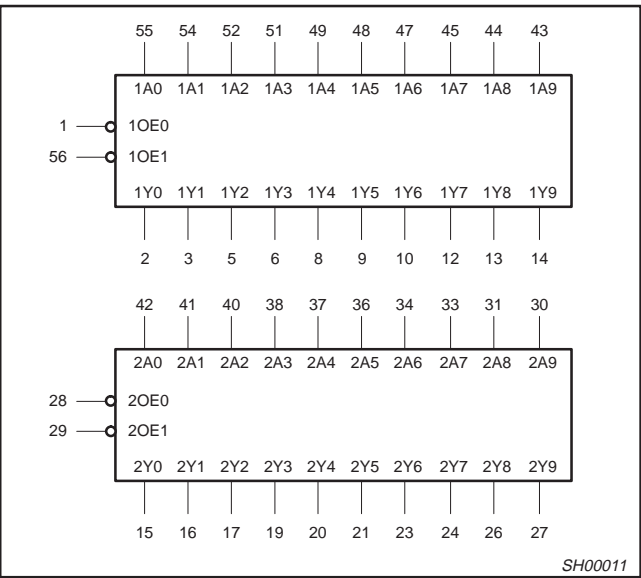 55 54 52 51 49 48 47 45 44 43
1A0 1A1 1A2 1A3 1A4 1A5 1A6 1A7 1A8 1A9
1 1OE0
56 1OE1
1Y0 1Y1 1Y2 1Y3 1Y4 1Y5 1Y6 1Y7 1Y8 1Y9
2 3 5 6 8 9 10 12 13 14
42 41 40 38 37 36 34 33 31 30
2A0 2A1 2A2 2A3 2A4 2A5 2A6 2A7 2A8 2A9
28 2OE0
29 2OE1
2Y0 2Y1 2Y2 2Y3 2Y4 2Y5 2Y6 2Y7 2Y8 2Y9
15 16 17 19 20 21 23 24 26 27
SH00011